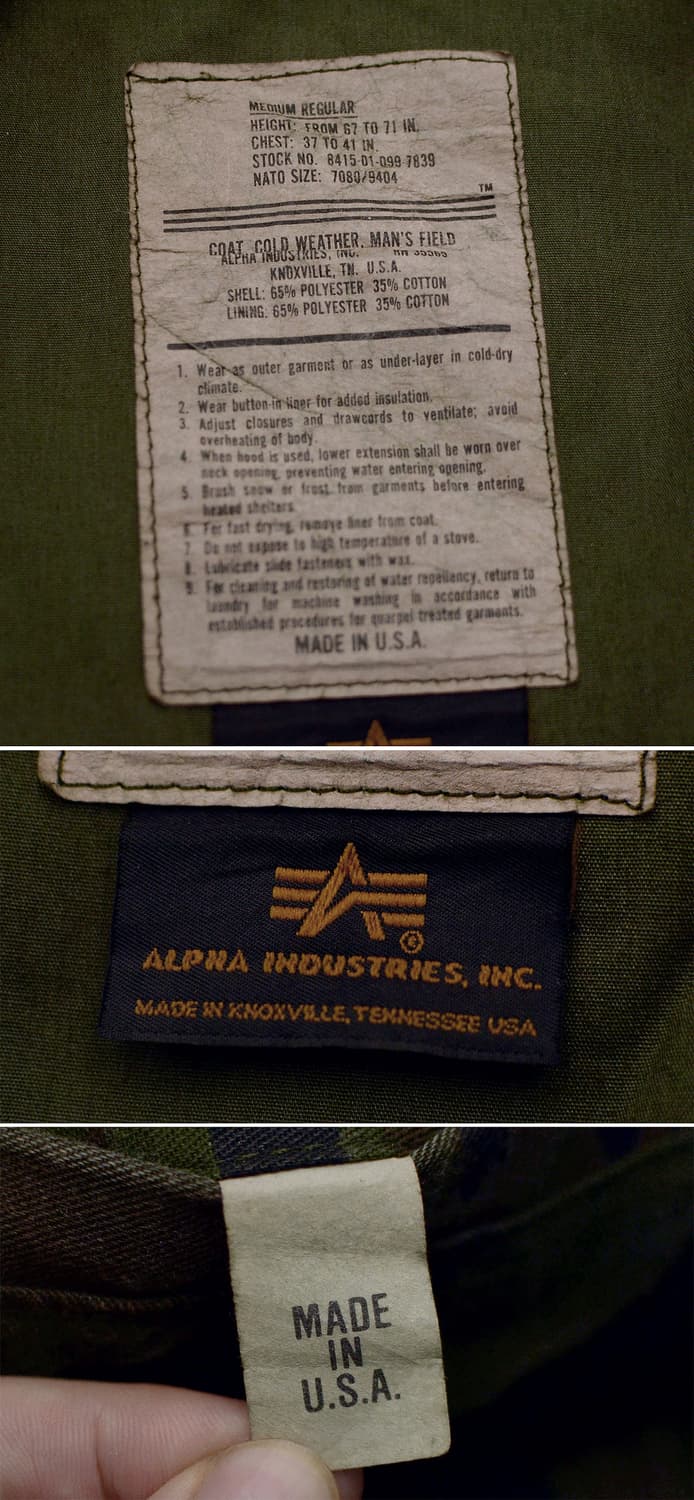 MEDIUM REGULAR
HEIGHT: FROM 67 TO 71 IN.
CHEST: 37 TO 41 IN.
STOCK NO. 8415-01-099-7839
NATO SIZE: 7080/9404
TM
COAT, COLD WEATHER, MAN'S FIELD
ALPHA INDUSTRIES, INC. RN
KNOXVILLE, TN. U.S.A.
SHELL: 65% POLYESTER 35% COTTON
LINING: 65% POLYESTER 35% COTTON
1. Wear as outer garment or as under-layer in cold-dry
climate.
2. Wear button-in liner for added insulation.
3. Adjust closures and drawcords to ventilate; avoid
overheating of body.
4. When hood is used, lower extension shall be worn over
neck opening, preventing water entering opening.
5. Brush snow or frost from garments before entering
heated shelters.
6. For fast drying, remove liner from coat.
7. Do not expose to high temperature of a stove.
8. Lubricate slide fasteners with wax.
9. For cleaning and restoring of water repellency, return to
laundry for machine washing in accordance with
established procedures for quarpel treated garments.
MADE IN U.S.A.
ALPHA INDUSTRIES, INC.
MADE IN KNOXVILLE, TENNESSEE USA
MADE
IN
U.S.A.